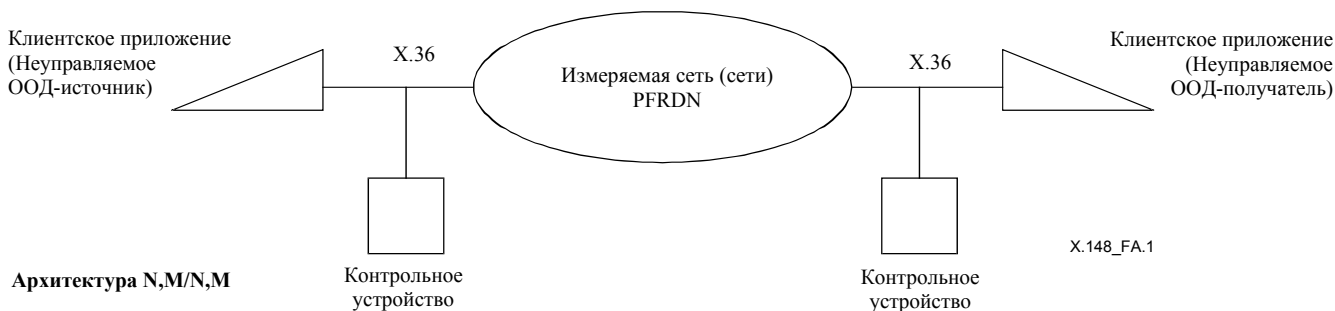 Клиентское приложение
(Неуправляемое
ООД-источник)
X.36
Измеряемая сеть (сети)
PFRDN
X.36
Клиентское приложение
(Неуправляемое
ООД-получатель)
X.148_FA.1
Архитектура N,M/N,M
Контрольное
устройство
Контрольное
устройство